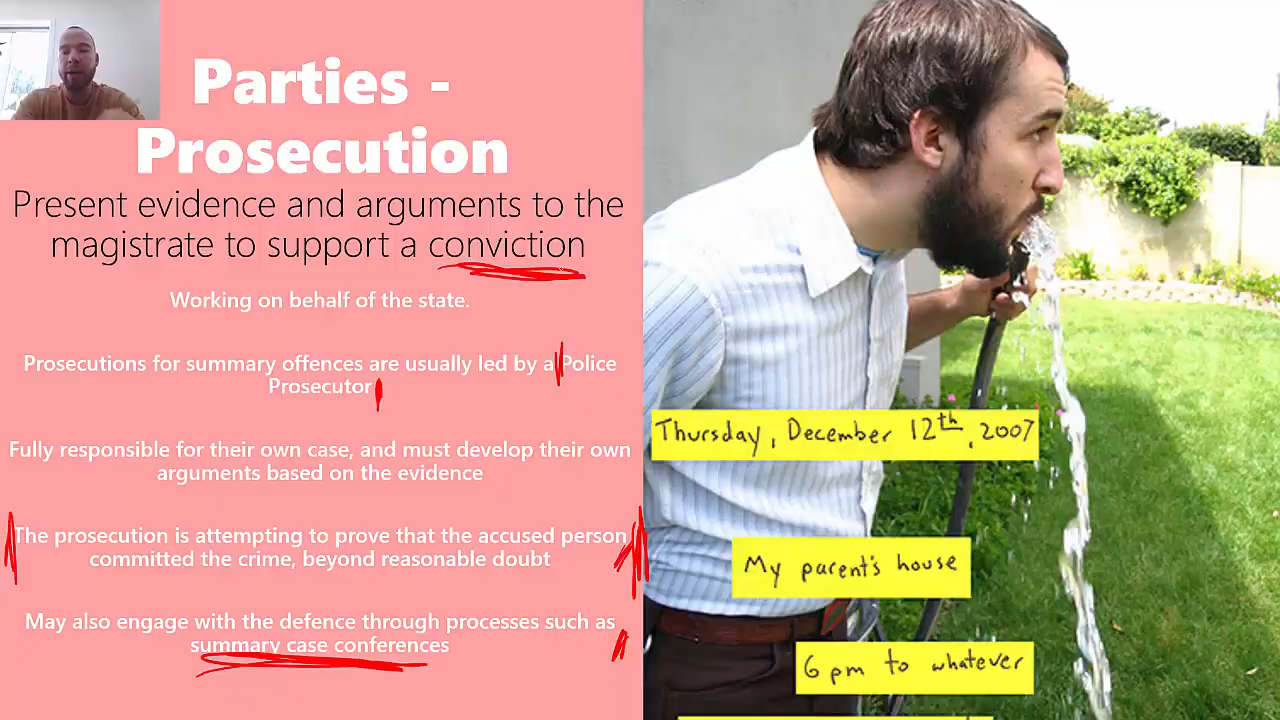 Parties -
Prosecution
Present evidence and arguments to the
magistrate to support a conviction
Working on behalf of the state.
Prosecutions for summary offences are usually led by a Police
Prosecutor
Fully responsible for their own case, and must develop their own
arguments based on the evidence
The prosecution is attempting to prove that the accused person
committed the crime, beyond reasonable doubt
May also engage with the defence through processes such as
summary case conferences
Thursday, December 12th, 2007
My parent's house
6 pm to whatever